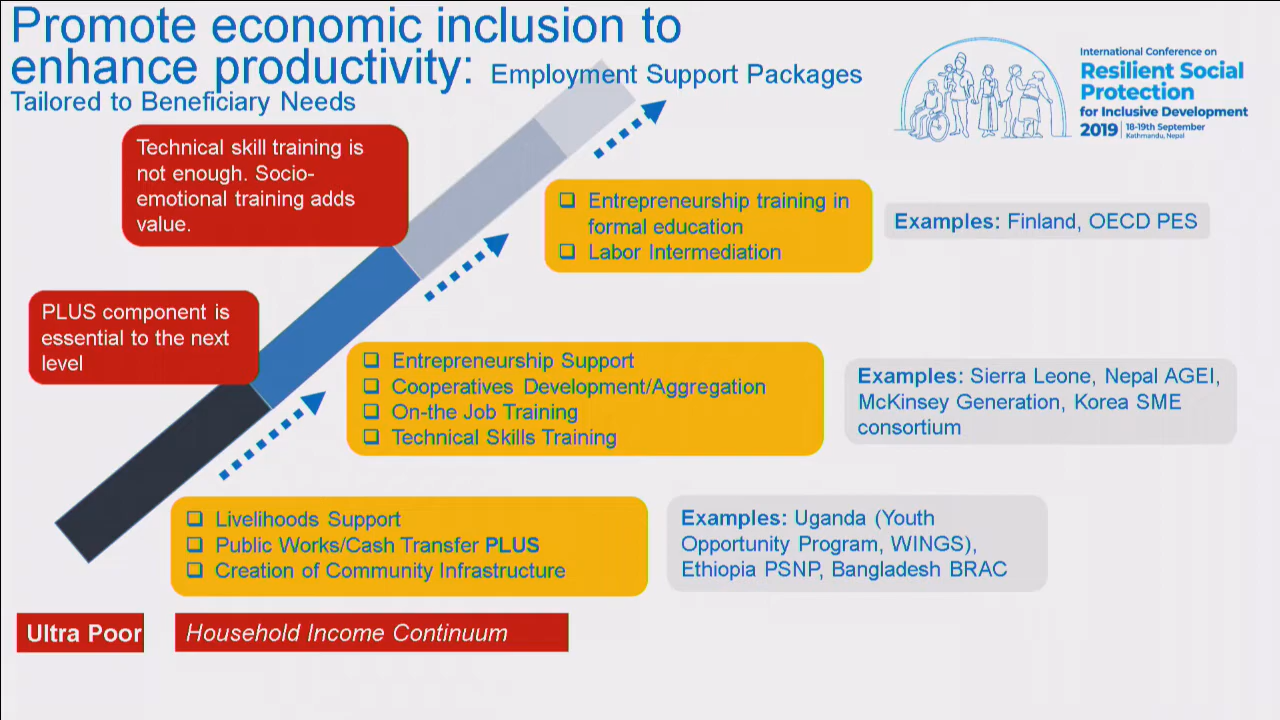 Promote economic inclusion to
enhance productivity: Employment Support Packages
Tailored to Beneficiary Needs
International Conference on
Resilient Social
Protection
for Inclusive Development
2019 | 18-19th September
Kathmandu, Nepal
Technical skill training is
not enough. Socio-
emotional training adds
value.
❑ Entrepreneurship training in
formal education
❑ Labor Intermediation
Examples: Finland, OECD PES
PLUS component is
essential to the next
level
❑ Entrepreneurship Support
❑ Cooperatives Development/Aggregation
❑ On-the Job Training
❑ Technical Skills Training
Examples: Sierra Leone, Nepal AGEI,
McKinsey Generation, Korea SME
consortium
❑ Livelihoods Support
❑ Public Works/Cash Transfer PLUS
❑ Creation of Community Infrastructure
Examples: Uganda (Youth
Opportunity Program, WINGS),
Ethiopia PSNP, Bangladesh BRAC
Ultra Poor
Household Income Continuum